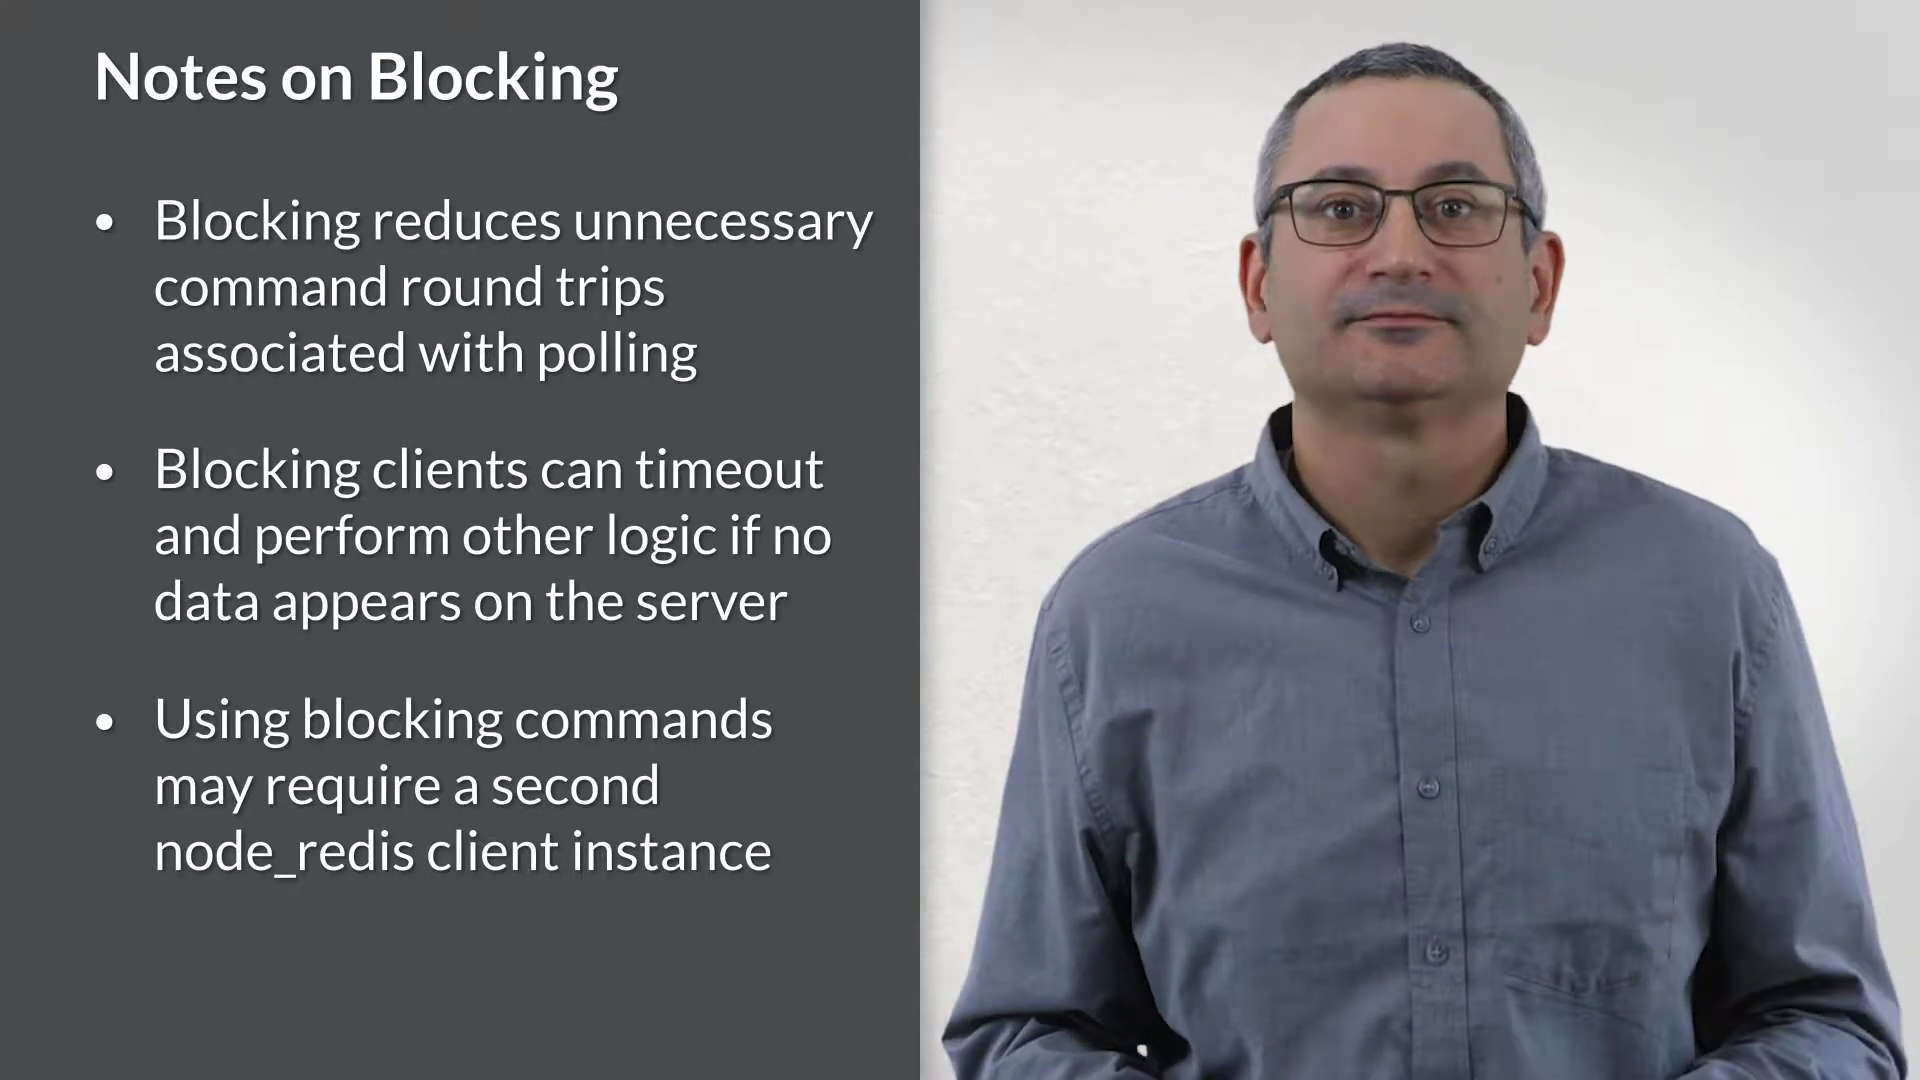 Notes on Blocking
• Blocking reduces unnecessary
command round trips
associated with polling
• Blocking clients can timeout
and perform other logic if no
data appears on the server
• Using blocking commands
may require a second
node_redis client instance